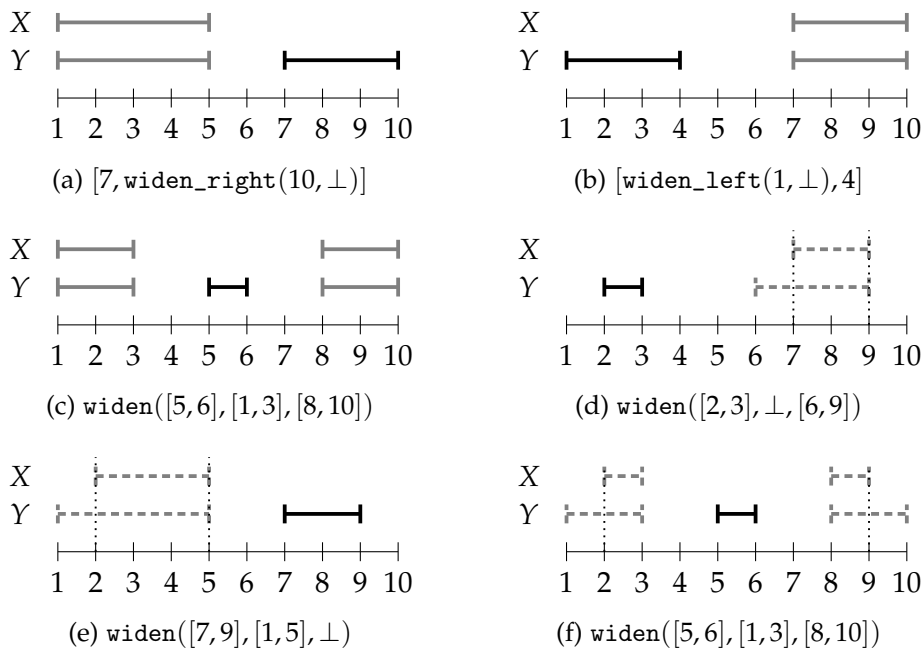 X
Y
1 2 3 4 5 6 7 8 9 10
(a) [7, widen_right(10, ⊥)]
X
Y
1 2 3 4 5 6 7 8 9 10
(b) [widen_left(1, ⊥), 4]
X
Y
1 2 3 4 5 6 7 8 9 10
(c) widen([5, 6], [1, 3], [8, 10])
X
Y
1 2 3 4 5 6 7 8 9 10
(d) widen([2, 3], ⊥, [6, 9])
X
Y
1 2 3 4 5 6 7 8 9 10
(e) widen([7, 9], [1, 5], ⊥)
X
Y
1 2 3 4 5 6 7 8 9 10
(f) widen([5, 6], [1, 3], [8, 10])